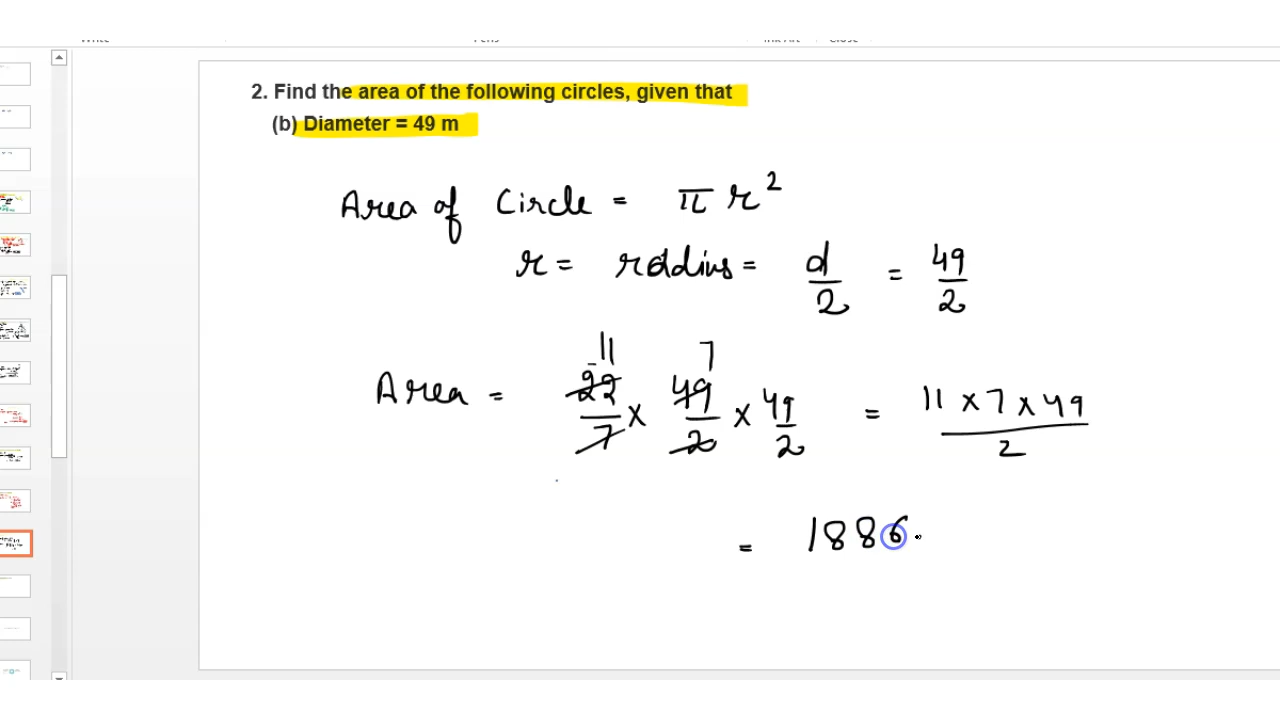 2. Find the area of the following circles, given that
(b) Diameter = 49 m
Area of Circle = π r²
r = raddius = d/2 = 49/2
11 7
Area = 22/7 × 49/2 × 49/2 = 11 × 7 × 49/2
= 1886.